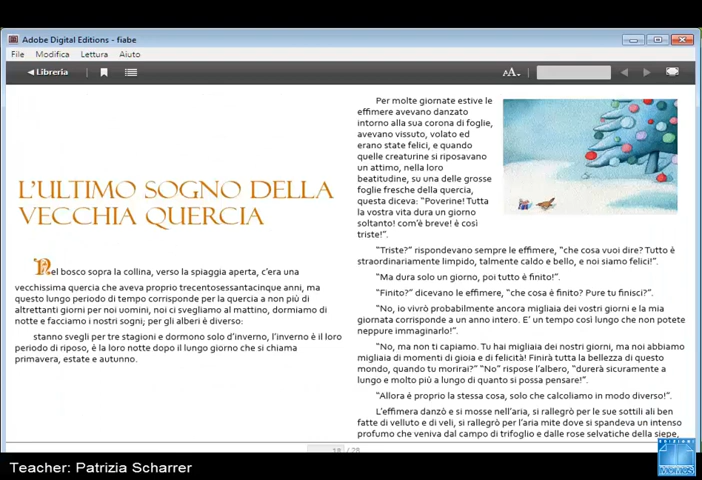 Adobe Digital Editions - fiabe
File Modifica Lettura Aiuto
Libreria
AA
L'ULTIMO SOGNO DELLA
VECCHIA QUERCIA
Nel bosco sopra la collina, verso la spiaggia aperta, c'era una
vecchissima quercia che aveva proprio trecentosessantacinque anni, ma
questo lungo periodo di tempo corrisponde per la quercia a non più di
altrettanti giorni per noi uomini, noi ci svegliamo al mattino, dormiamo di
notte e facciamo i nostri sogni; per gli alberi è diverso:
stanno svegli per tre stagioni e dormono solo d'inverno, l'inverno è il loro
periodo di riposo, è la loro notte dopo il lungo giorno che si chiama
primavera, estate e autunno.
Per molte giornate estive le
effimere avevano danzato
intorno alla sua corona di foglie,
avevano vissuto, volato ed
erano state felici, e quando
quelle creaturine si riposavano
un attimo, nella loro
beatitudine, su una delle grosse
foglie fresche della quercia,
questa diceva: "Poverine! Tutta
la vostra vita dura un giorno
soltanto! com'è breve! è così
triste!".
"Triste?" rispondevano sempre le effimere, "che cosa vuoi dire? Tutto è
straordinariamente limpido, talmente caldo e bello, e noi siamo felici!".
"Ma dura solo un giorno, poi tutto è finito!".
"Finito?" dicevano le effimere, "che cosa è finito? Pure tu finisci?".
"No, io vivrò probabilmente ancora migliaia dei vostri giorni e la mia
giornata corrisponde a un anno intero. E' un tempo così lungo che non potete
neppure immaginarlo!".
"No, ma non ti capiamo. Tu hai migliaia dei nostri giorni, ma noi abbiamo
migliaia di momenti di gioia e di felicità! Finirà tutta la bellezza di questo
mondo, quando tu morirai?" "No" rispose l'albero, "durerà sicuramente a
lungo e molto più a lungo di quanto si possa pensare!".
"Allora è proprio la stessa cosa, solo che calcoliamo in modo diverso!".
L'effimera danzò e si mosse nell'aria, si rallegrò per le sue sottili ali ben
fatte di velluto e di veli, si rallegrò per l'aria mite dove si spandeva un intenso
profumo che veniva dal campo di trifoglio e dalle rose selvatiche della siepe,
18 / 28
Teacher: Patrizia Scharrer
EDIZIONI